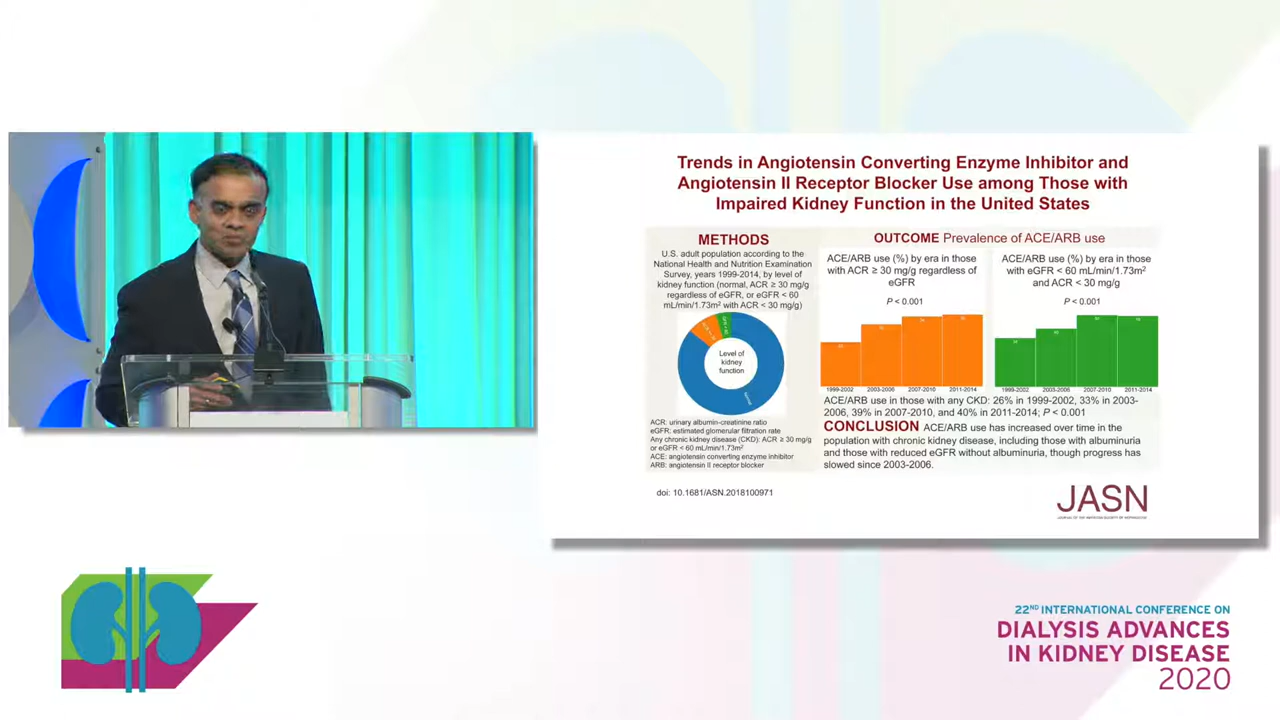 Trends in Angiotensin Converting Enzyme Inhibitor and
Angiotensin II Receptor Blocker Use among Those with
Impaired Kidney Function in the United States
METHODS
U.S. adult population according to the
National Health and Nutrition Examination
Survey, years 1999-2014, by level of
kidney function (normal, ACR ≥ 30 mg/g
regardless of eGFR, or eGFR < 60
mL/min/1.73m² with ACR < 30 mg/g)
Level of
kidney
function
ACR: urinary albumin-creatinine ratio
eGFR: estimated glomerular filtration rate
Any chronic kidney disease (CKD): ACR ≥ 30 mg/g
or eGFR < 60 mL/min/1.73m²
ACE: angiotensin converting enzyme inhibitor
ARB: angiotensin II receptor blocker
OUTCOME Prevalence of ACE/ARB use
ACE/ARB use (%) by era in those
with ACR ≥ 30 mg/g regardless of
eGFR
P < 0.001
1999-2002 2003-2006 2007-2010 2011-2014
ACE/ARB use (%) by era in those
with eGFR < 60 mL/min/1.73m²
and ACR < 30 mg/g
P < 0.001
1999-2002 2003-2006 2007-2010 2011-2014
ACE/ARB use in those with any CKD: 26% in 1999-2002, 33% in 2003-
2006, 39% in 2007-2010, and 40% in 2011-2014; P < 0.001
CONCLUSION ACE/ARB use has increased over time in the
population with chronic kidney disease, including those with albuminuria
and those with reduced eGFR without albuminuria, though progress has
slowed since 2003-2006.
doi: 10.1681/ASN.2018100971
JASN
JOURNAL OF THE AMERICAN SOCIETY OF NEPHROLOGY
22ND INTERNATIONAL CONFERENCE ON
DIALYSIS ADVANCES
IN KIDNEY DISEASE
2020